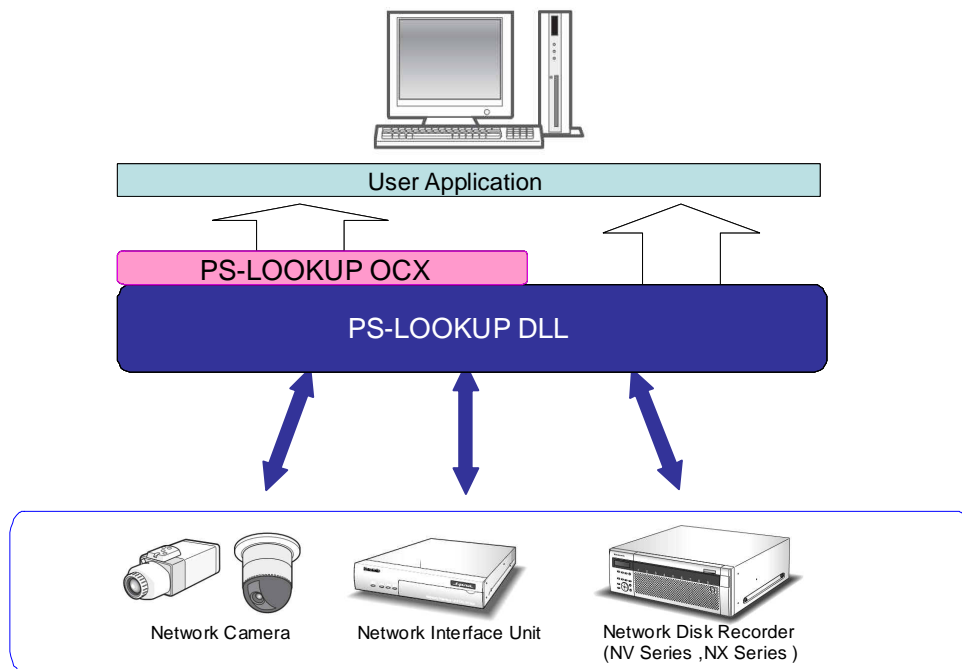 User Application
PS-LOOKUP OCX
PS-LOOKUP DLL
Network Camera
Network Interface Unit
Network Disk Recorder
(NV Series ,NX Series )